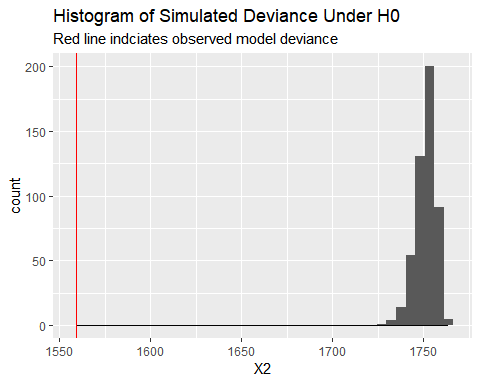 Histogram of Simulated Deviance Under H0
Red line indciates observed model deviance
200
150
100
50
0
count
1550 1600 1650 1700 1750
X2